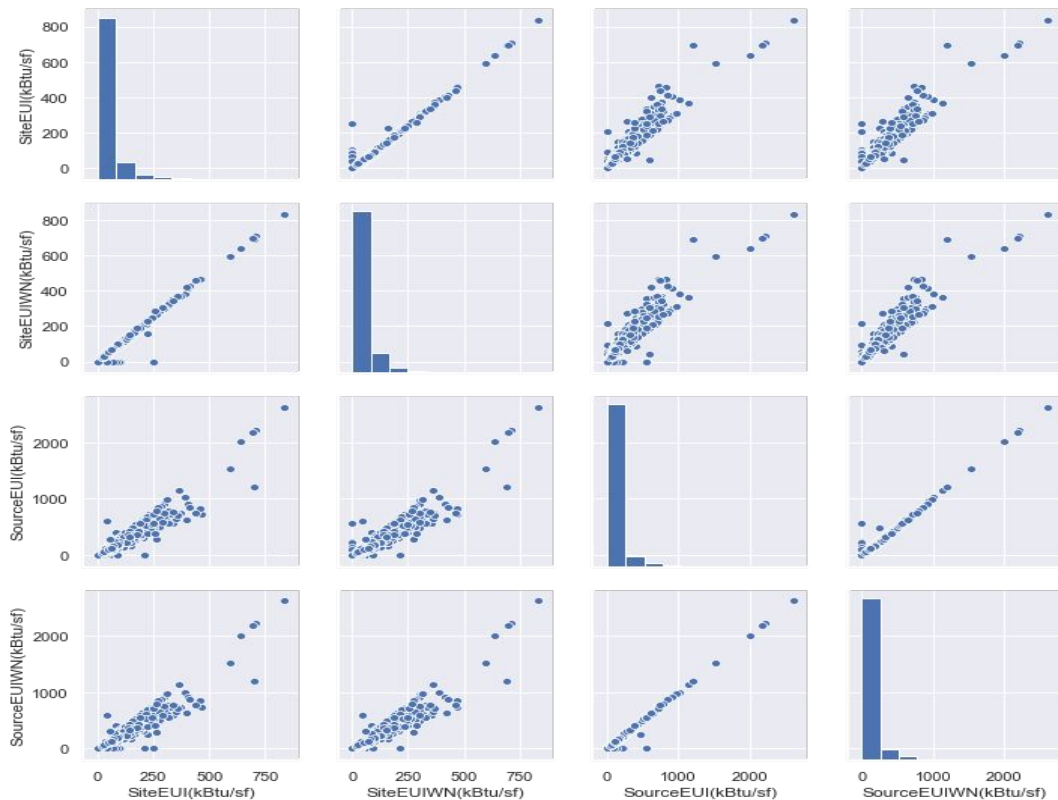 800
600
400
200
0
SiteEUI(kBtu/sf)
800
600
400
200
0
SiteEUIWN(kBtu/sf)
2000
1000
0
SourceEUI(kBtu/sf)
2000
1000
0
SourceEUIWN(kBtu/sf)
0 250 500 750
SiteEUI(kBtu/sf)
0 250 500 750
SiteEUIWN(kBtu/sf)
0 1000 2000
SourceEUI(kBtu/sf)
0 1000 2000
SourceEUIWN(kBtu/sf)